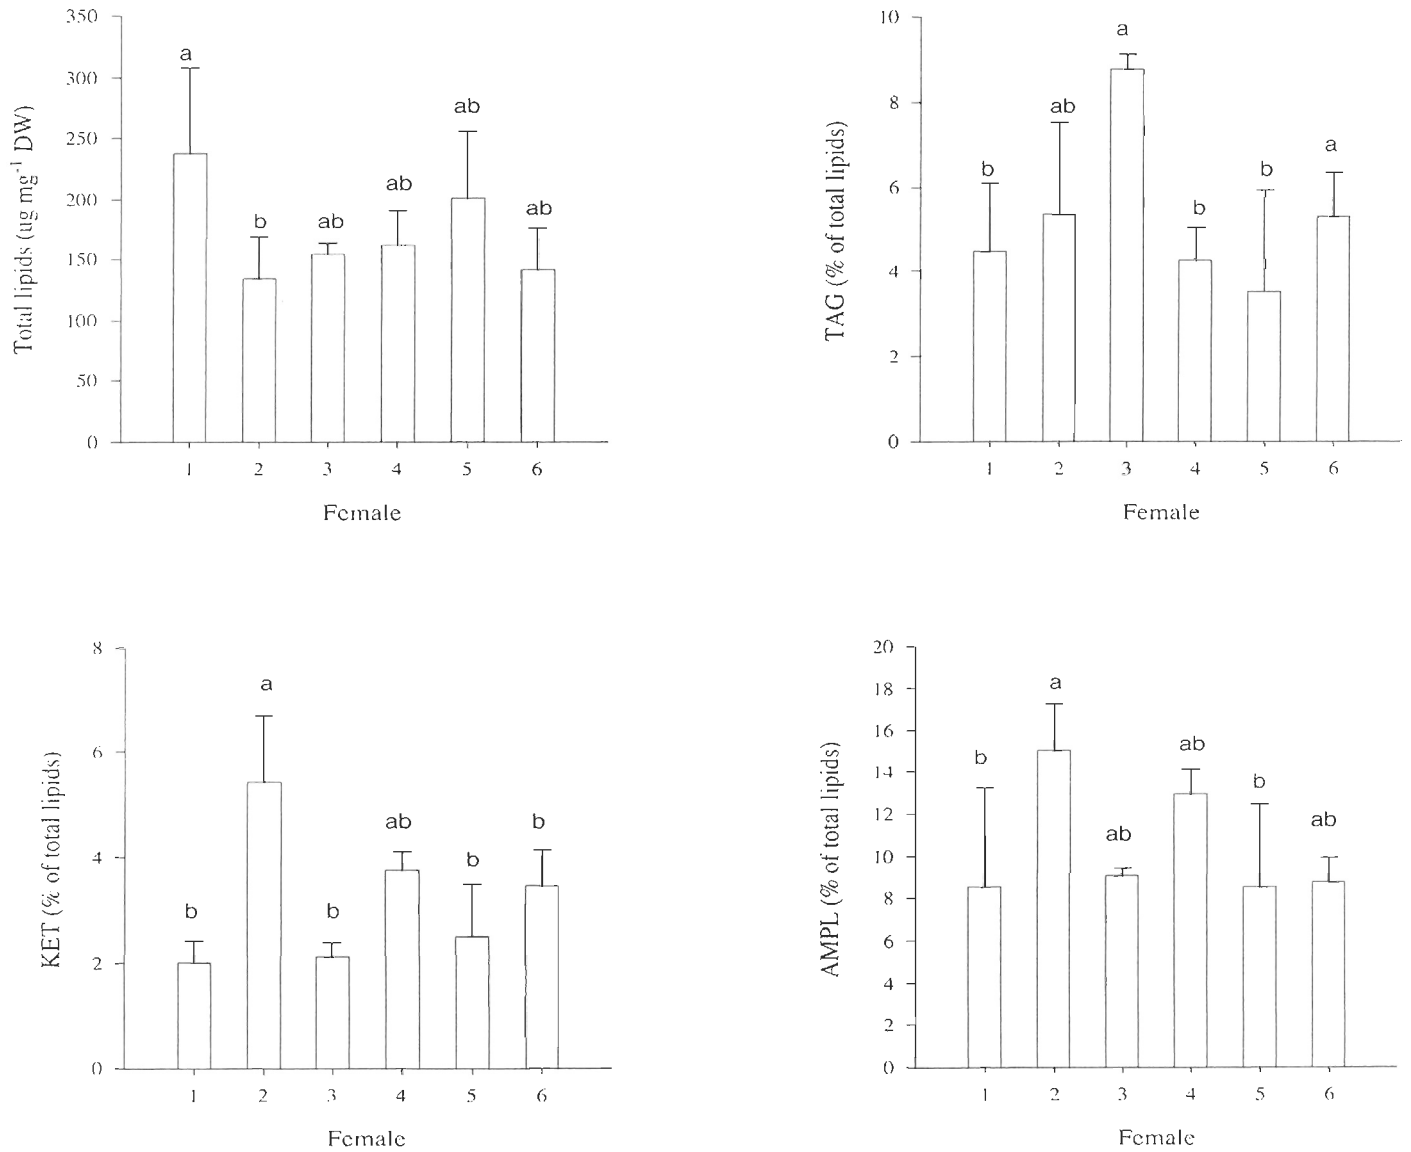 Total lipids (ug mg⁻¹ DW)
350
300
250
200
150
100
50
0
a
b
ab
ab
ab
ab
1 2 3 4 5 6
Female
TAG (% of total lipids)
10
8
6
4
2
0
b
ab
a
b
b
a
1 2 3 4 5 6
Female
KET (% of total lipids)
8
6
4
2
0
b
a
b
ab
b
b
1 2 3 4 5 6
Female
AMPL (% of total lipids)
20
18
16
14
12
10
8
6
4
2
0
b
a
ab
ab
b
ab
1 2 3 4 5 6
Female